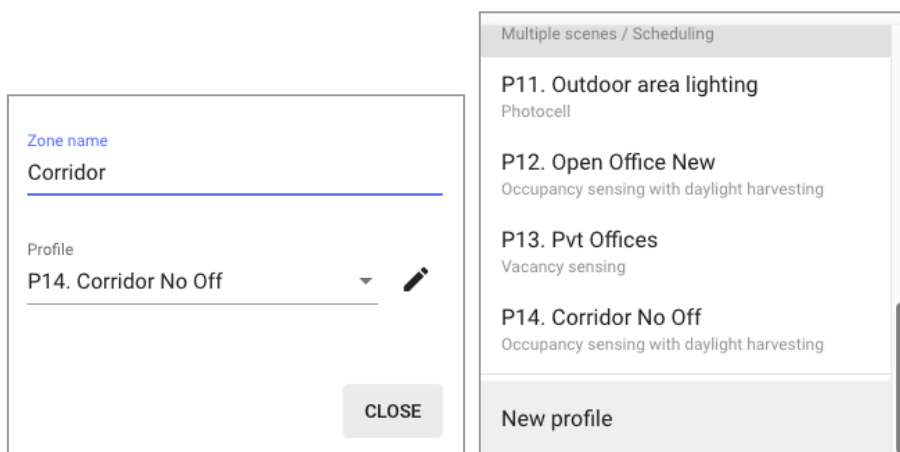 Zone name
Corridor
Profile
P14. Corridor No Off
CLOSE
Multiple scenes / Scheduling
P11. Outdoor area lighting
Photocell
P12. Open Office New
Occupancy sensing with daylight harvesting
P13. Pvt Offices
Vacancy sensing
P14. Corridor No Off
Occupancy sensing with daylight harvesting
New profile